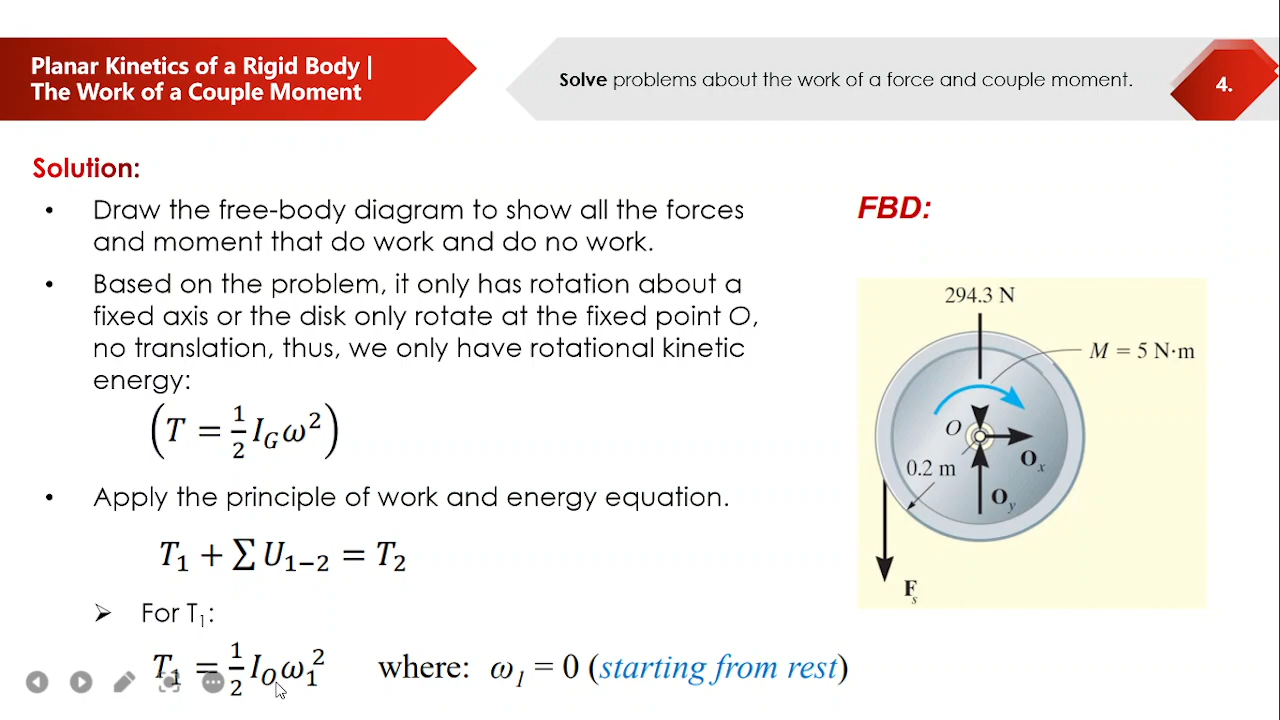 Planar Kinetics of a Rigid Body |
The Work of a Couple Moment
Solve problems about the work of a force and couple moment.
4.
Solution:
• Draw the free-body diagram to show all the forces
and moment that do work and do no work.
• Based on the problem, it only has rotation about a
fixed axis or the disk only rotate at the fixed point O,
no translation, thus, we only have rotational kinetic
energy:
(T = 1/2 I_G ω²)
• Apply the principle of work and energy equation.
T₁ + ∑ U₁₋₂ = T₂
➢ For T₁:
T₁ = 1/2 I_O ω₁² where: ω₁ = 0 (starting from rest)
FBD:
294.3 N
M = 5 N·m
O
0.2 m
O_x
O_y
F_s